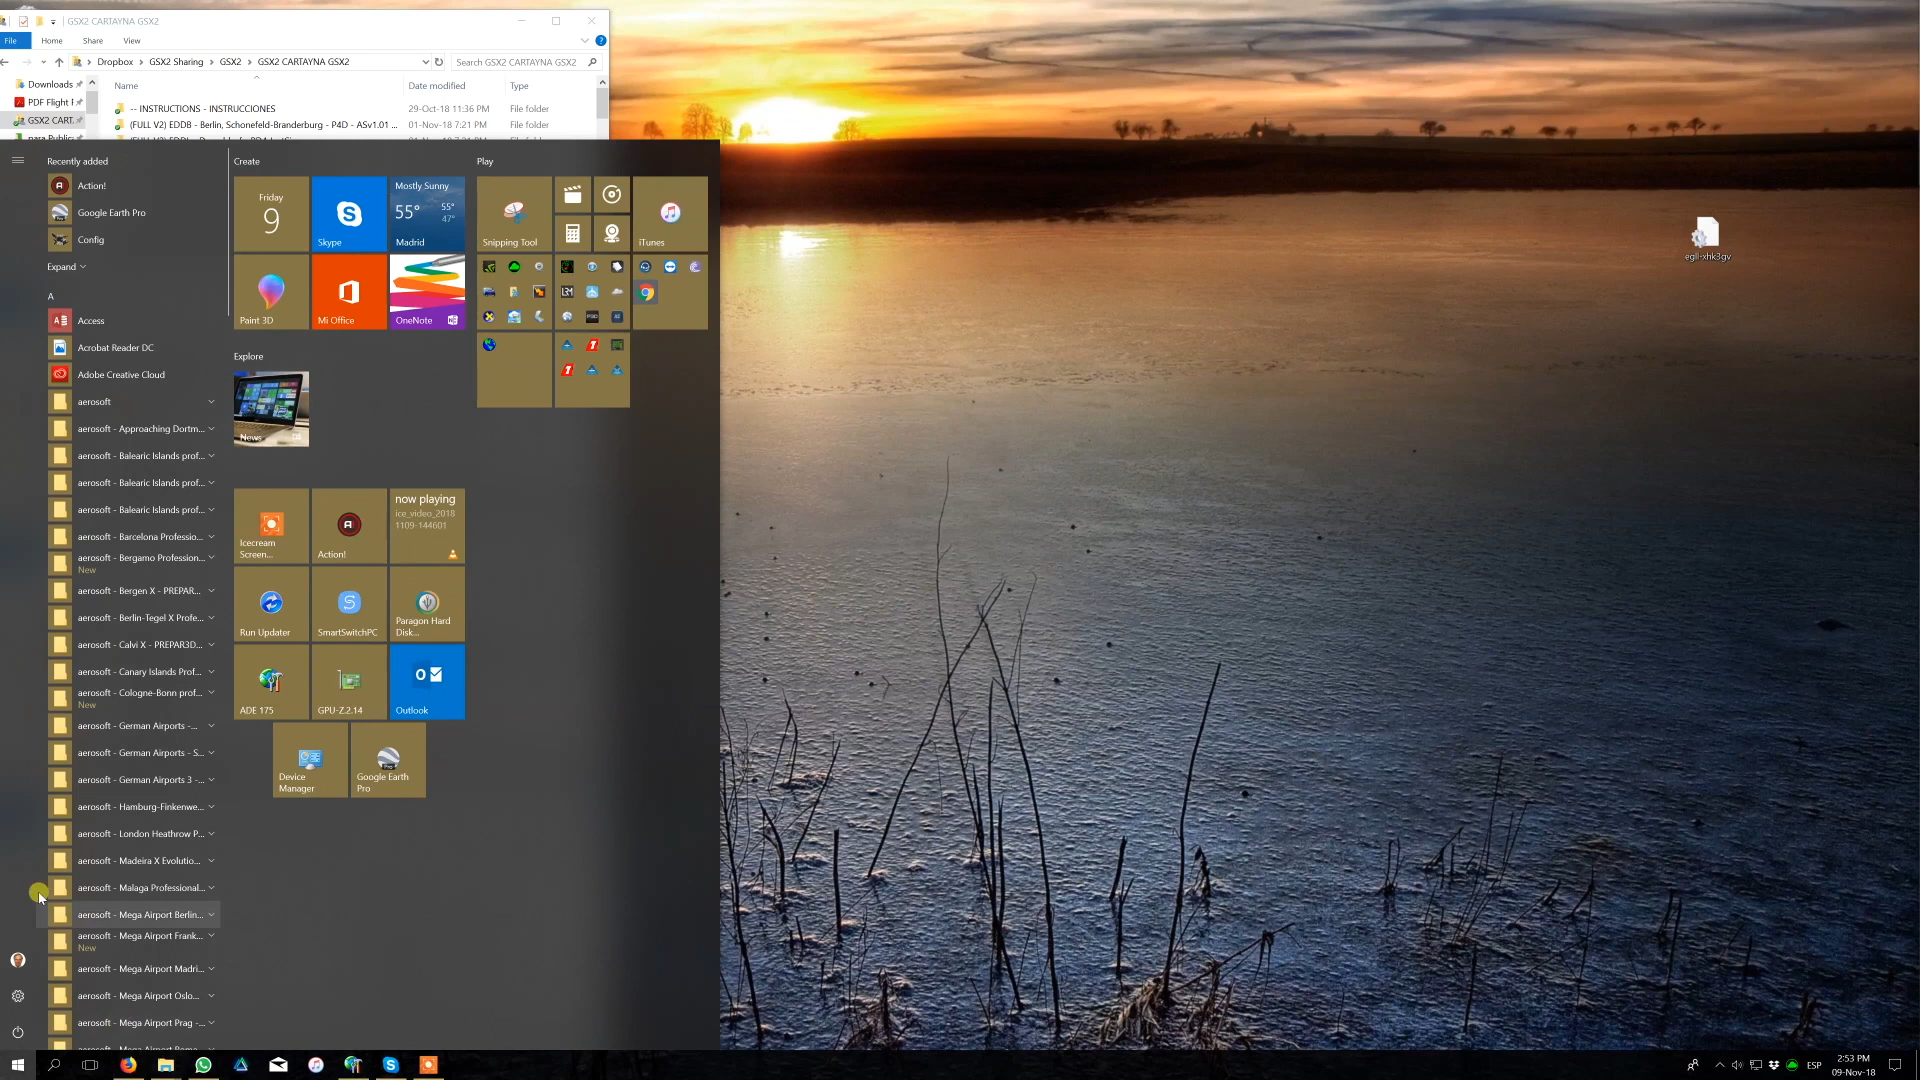 GSX2 CARTAYNA GSX2
File Home Share View
Dropbox GSX2 Sharing GSX2 GSX2 CARTAYNA GSX2
Search GSX2 CARTAYNA GSX2
Downloads
Name Date modified Type
PDF Flight F
-- INSTRUCTIONS - INSTRUCCIONES 29-Oct-18 11:36 PM File folder
GSX2 CART.
(FULL V2) EDDB - Berlin, Schonefeld-Branderburg - P4D - ASv1.01 ... 01-Nov-18 7:21 PM File folder
Recently added
Action!
Google Earth Pro
Config
Expand
A
Access
Acrobat Reader DC
Adobe Creative Cloud
aerosoft
aerosoft - Approaching Dortm...
aerosoft - Balearic Islands prof...
aerosoft - Balearic Islands prof...
aerosoft - Balearic Islands prof...
aerosoft - Barcelona Professio...
aerosoft - Bergamo Profession...
New
aerosoft - Bergen X - PREPAR...
aerosoft - Berlin-Tegel X Profe...
aerosoft - Calvi X - PREPAR3D...
aerosoft - Canary Islands Prof...
aerosoft - Cologne-Bonn prof...
New
aerosoft - German Airports -...
aerosoft - German Airports - S...
aerosoft - German Airports 3 -...
aerosoft - Hamburg-Finkenwe...
aerosoft - London Heathrow P...
aerosoft - Madeira X Evolutio...
aerosoft - Malaga Professional...
aerosoft - Mega Airport Berlin...
aerosoft - Mega Airport Frank...
New
aerosoft - Mega Airport Madri...
aerosoft - Mega Airport Oslo...
aerosoft - Mega Airport Prag -...
Create
Friday
9
Skype
Mostly Sunny
55° 55°
47°
Madrid
Paint 3D
Mi Office
OneNote
Explore
News
Icecream
Screen...
Action!
now playing
ice_video_2018
1109-144601
Run Updater
SmartSwitchPC
Paragon Hard
Disk...
ADE 175
GPU-Z.2.14
Outlook
Device
Manager
Google Earth
Pro
Play
Snipping Tool
iTunes
egll-xhk3gv
ESP
2:53 PM
09-Nov-18